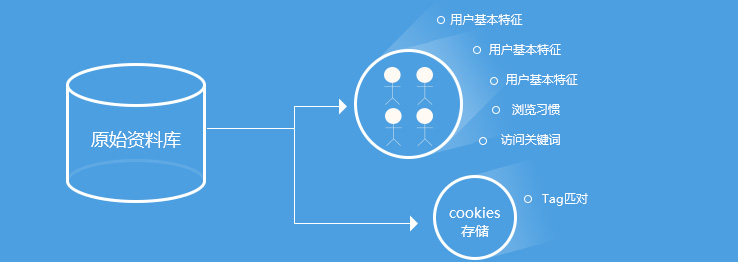 原始资料库
用户基本特征
用户基本特征
用户基本特征
浏览习惯
访问关键词
cookies
存储
Tag匹对